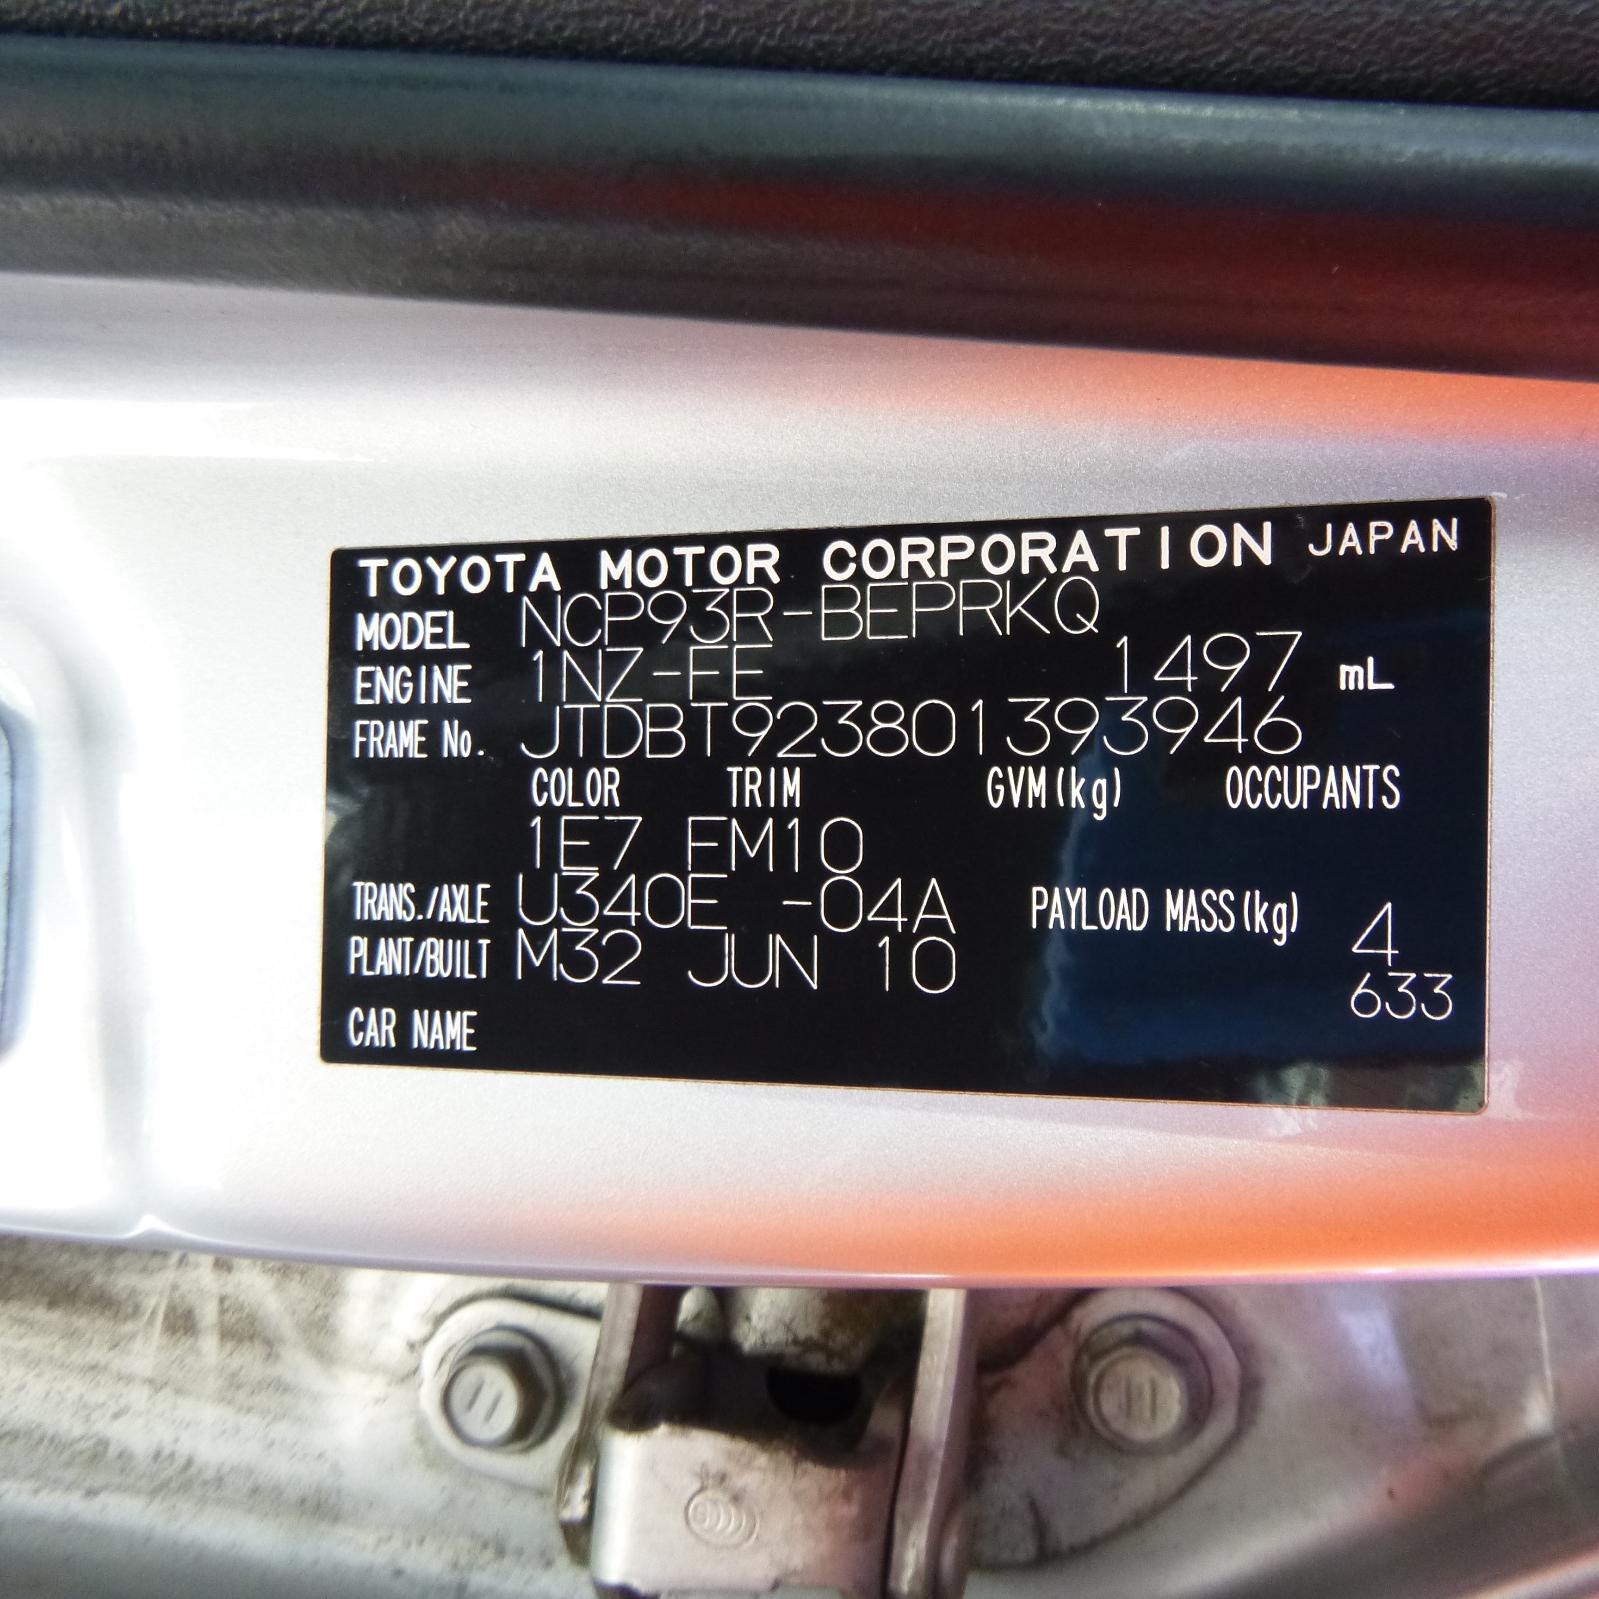 TOYOTA MOTOR CORPORATION JAPAN
MODEL NCP93R-BEPRKQ
ENGINE 1NZ-FE 1497 mL
FRAME No. JTDBT923801393946
COLOR TRIM GVM(kg) OCCUPANTS
1E7 FM10
TRANS./AXLE U340E -04A PAYLOAD MASS(kg) 4
PLANT/BUILT M32 JUN 10 633
CAR NAME